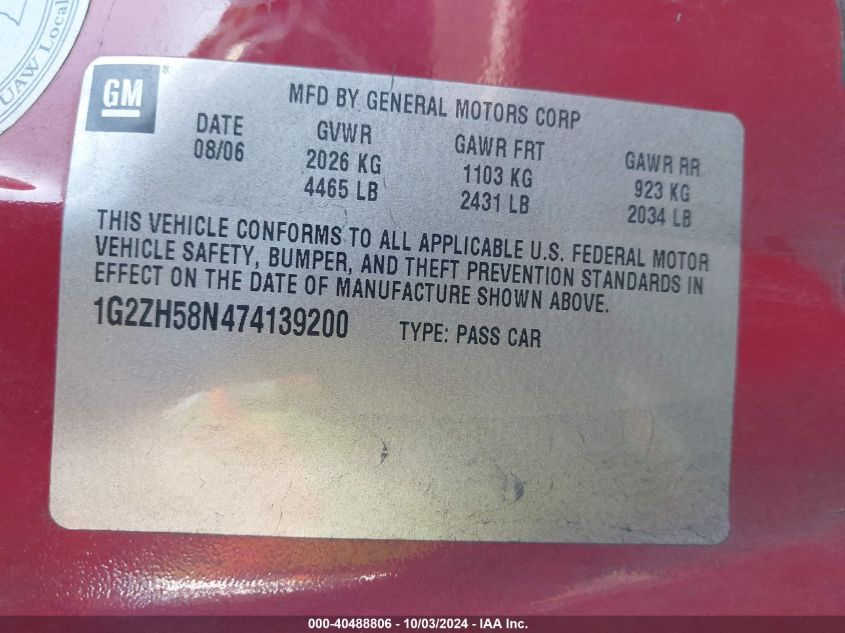 UAW Local
GM
®
MFD BY GENERAL MOTORS CORP
DATE GVWR GAWR FRT GAWR RR
08/06 2026 KG 1103 KG 923 KG
4465 LB 2431 LB 2034 LB
THIS VEHICLE CONFORMS TO ALL APPLICABLE U.S. FEDERAL MOTOR
VEHICLE SAFETY, BUMPER, AND THEFT PREVENTION STANDARDS IN
EFFECT ON THE DATE OF MANUFACTURE SHOWN ABOVE.
1G2ZH58N474139200 TYPE: PASS CAR
000-40488806 - 10/03/2024 - IAA Inc.